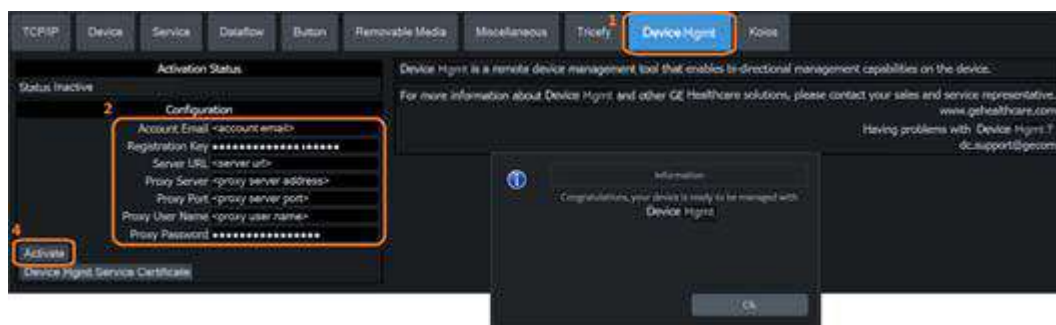 TCP/IP Device Service Dataflow Button Removable Media Miscellaneous Tricefy Device Mgmt Koios
1
Activation Status
Status Inactive
2
Configuration
Account Email <account email>
Registration Key
Server URL <server url>
Proxy Server <proxy server address>
Proxy Port <proxy server port>
Proxy User Name <proxy user name>
Proxy Password
4
Activate
Device Mgmt Service Certificate
Device Mgmt is a remote device management tool that enables bi-directional management capabilities on the device.
For more information about Device Mgmt and other GE Healthcare solutions, please contact your sales and service representative.
www.gehealthcare.com
Having problems with Device Mgmt?
dc.support@gecom
Information
Congratulations, your device is ready to be managed with
Device Mgmt
Ok